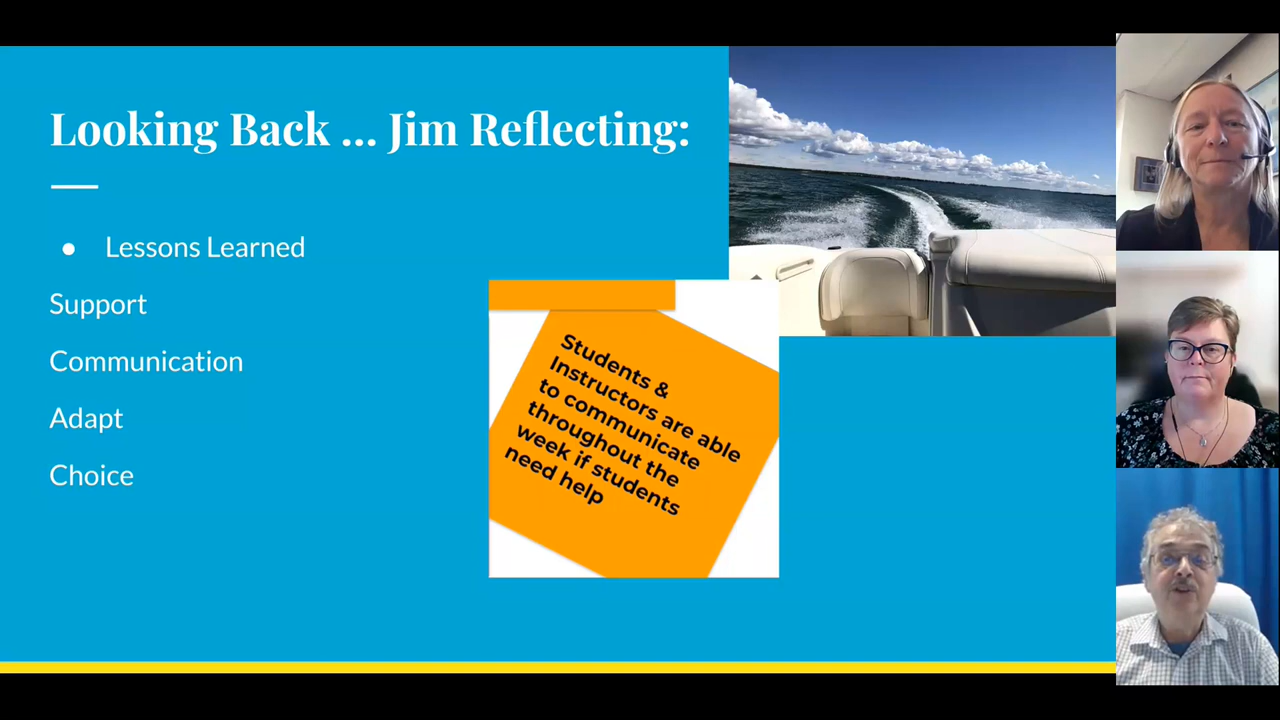 Looking Back ... Jim Reflecting:
● Lessons Learned
Support
Communication
Adapt
Choice
Students &
Instructors are able
to communicate
throughout the
week if students
need help